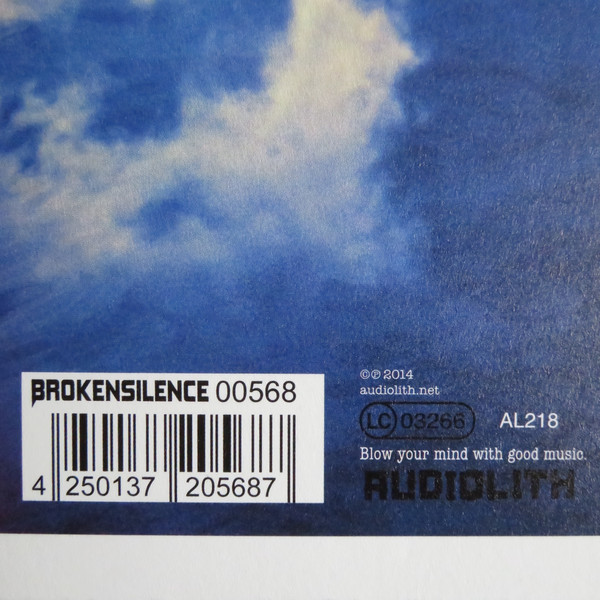 BROKENSILENCE 00568
4 250137 205687
©℗ 2014
audiolith.net
LC 03266 AL218
Blow your mind with good music.
AUDIOLITH